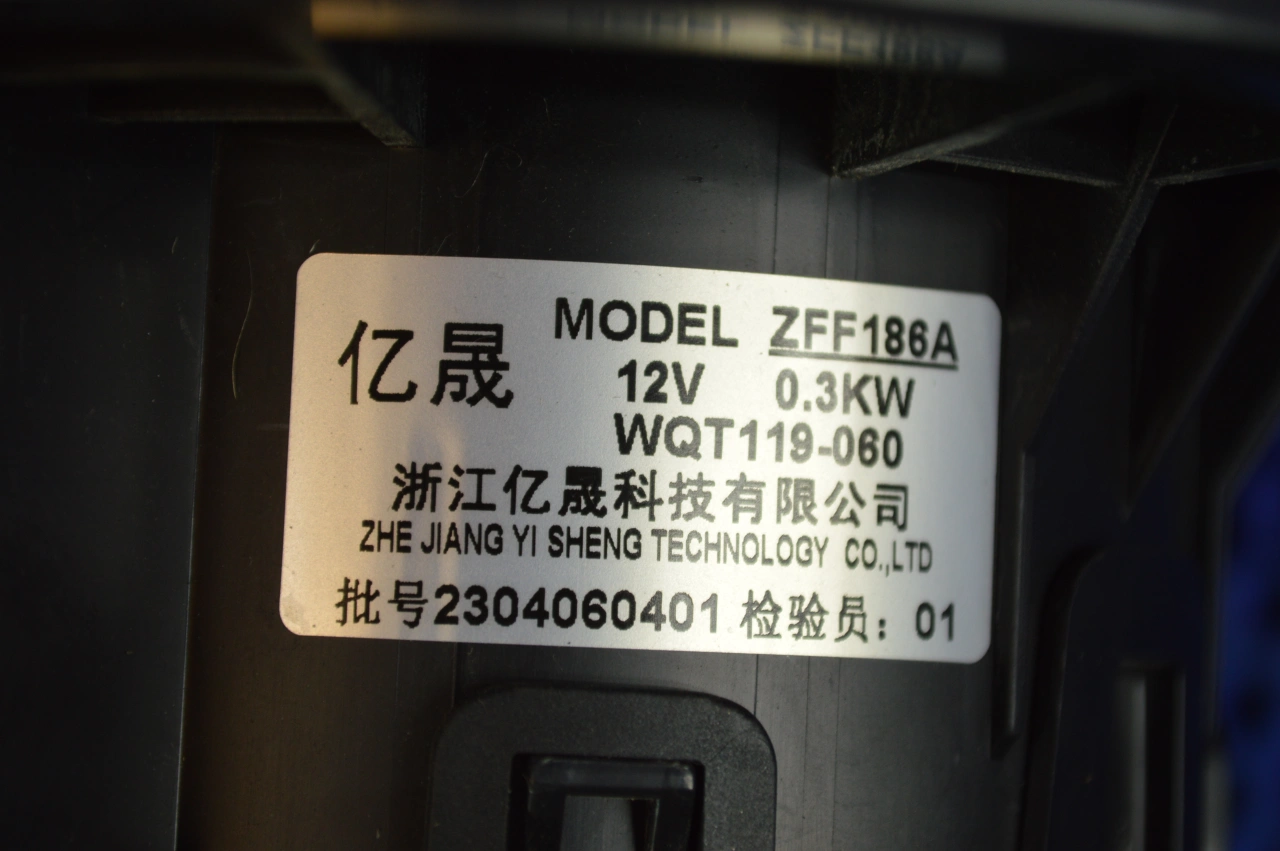 亿晟 MODEL ZFF186A
12V 0.3KW
WQT119-060
浙江亿晟科技有限公司
ZHE JIANG YI SHENG TECHNOLOGY CO.,LTD
批号2304060401 检验员：01